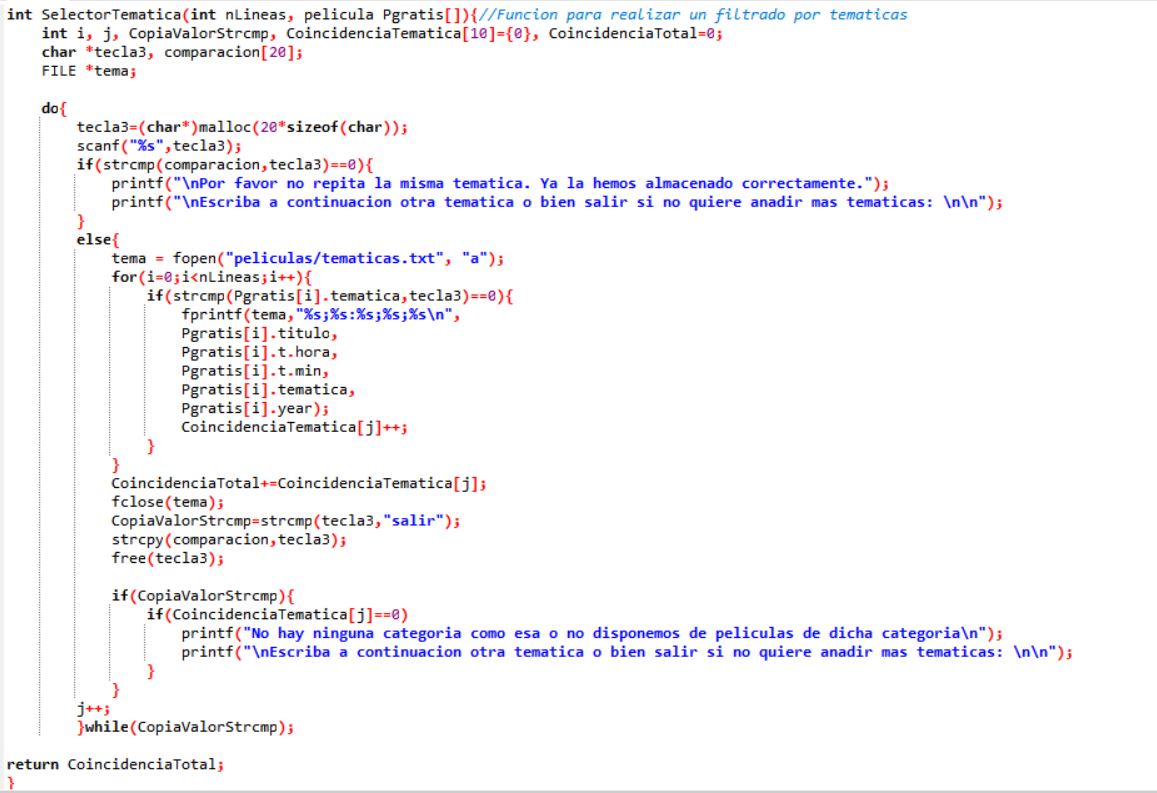 int SelectorTematica(int nLineas, pelicula Pgratis[]){//Funcion para realizar un filtrado por tematicas
int i, j, CopiaValorStrcmp, CoincidenciaTematica[10]={0}, CoincidenciaTotal=0;
char *tecla3, comparacion[20];
FILE *tema;
do{
tecla3=(char*)malloc(20*sizeof(char));
scanf("%s",tecla3);
if(strcmp(comparacion,tecla3)==0){
printf("\nPor favor no repita la misma tematica. Ya la hemos almacenado correctamente.");
printf("\nEscriba a continuacion otra tematica o bien salir si no quiere anadir mas tematicas: \n\n");
}
else{
tema = fopen("peliculas/tematicas.txt", "a");
for(i=0;i<nLineas;i++){
if(strcmp(Pgratis[i].tematica,tecla3)==0){
fprintf(tema,"%s;%s:%s;%s;%s\n",
Pgratis[i].titulo,
Pgratis[i].t.hora,
Pgratis[i].t.min,
Pgratis[i].tematica,
Pgratis[i].year);
CoincidenciaTematica[j]++;
}
}
CoincidenciaTotal+=CoincidenciaTematica[j];
fclose(tema);
CopiaValorStrcmp=strcmp(tecla3,"salir");
strcpy(comparacion,tecla3);
free(tecla3);
if(CopiaValorStrcmp){
if(CoincidenciaTematica[j]==0)
printf("No hay ninguna categoria como esa o no disponemos de peliculas de dicha categoria\n");
printf("\nEscriba a continuacion otra tematica o bien salir si no quiere anadir mas tematicas: \n\n");
}
}
j++;
}while(CopiaValorStrcmp);
return CoincidenciaTotal;
}